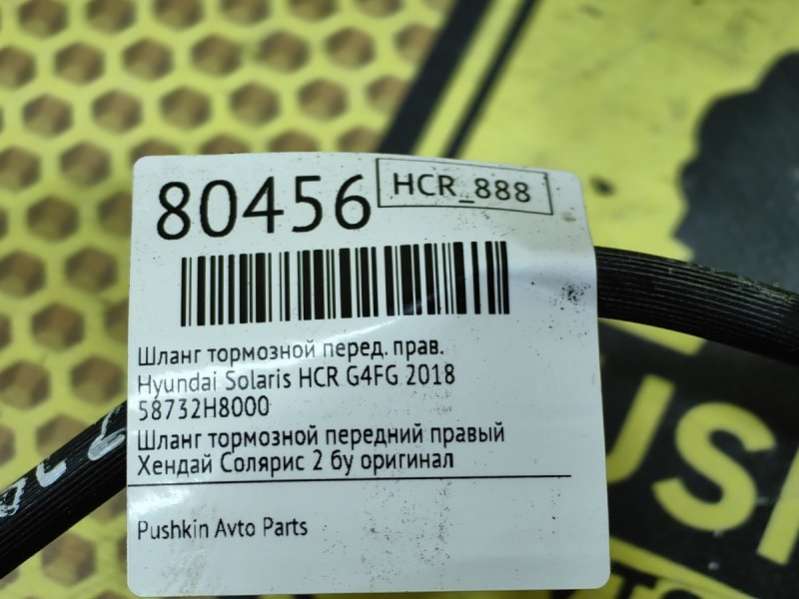 80456
HCR_888
Шланг тормозной перед. прав.
Hyundai Solaris HCR G4FG 2018
58732H8000
Шланг тормозной передний правый
Хендай Солярис 2 бу оригинал
Pushkin Avto Parts
USI